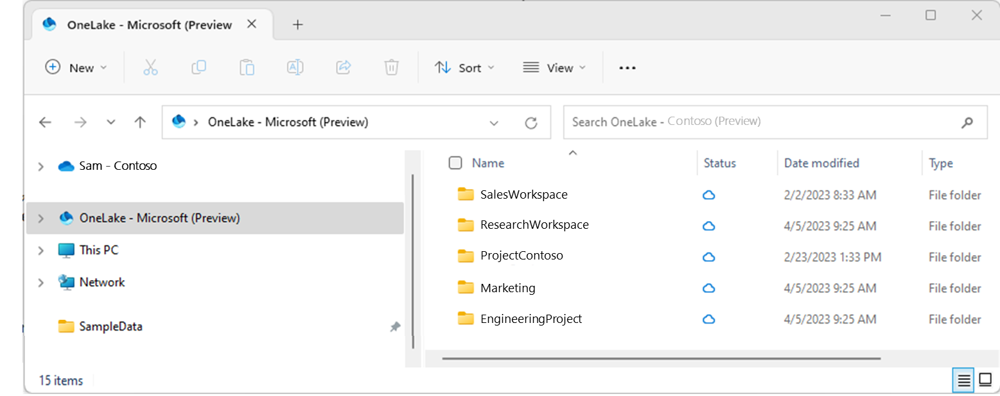 OneLake - Microsoft (Preview
New Sort View
OneLake - Microsoft (Preview) Search OneLake - Contoso (Preview)
Sam - Contoso
OneLake - Microsoft (Preview)
This PC
Network
SampleData
Name Status Date modified Type
SalesWorkspace 2/2/2023 8:33 AM File folder
ResearchWorkspace 4/5/2023 9:25 AM File folder
ProjectContoso 2/23/2023 1:33 PM File folder
Marketing 4/5/2023 9:25 AM File folder
EngineeringProject 4/5/2023 9:25 AM File folder
15 items